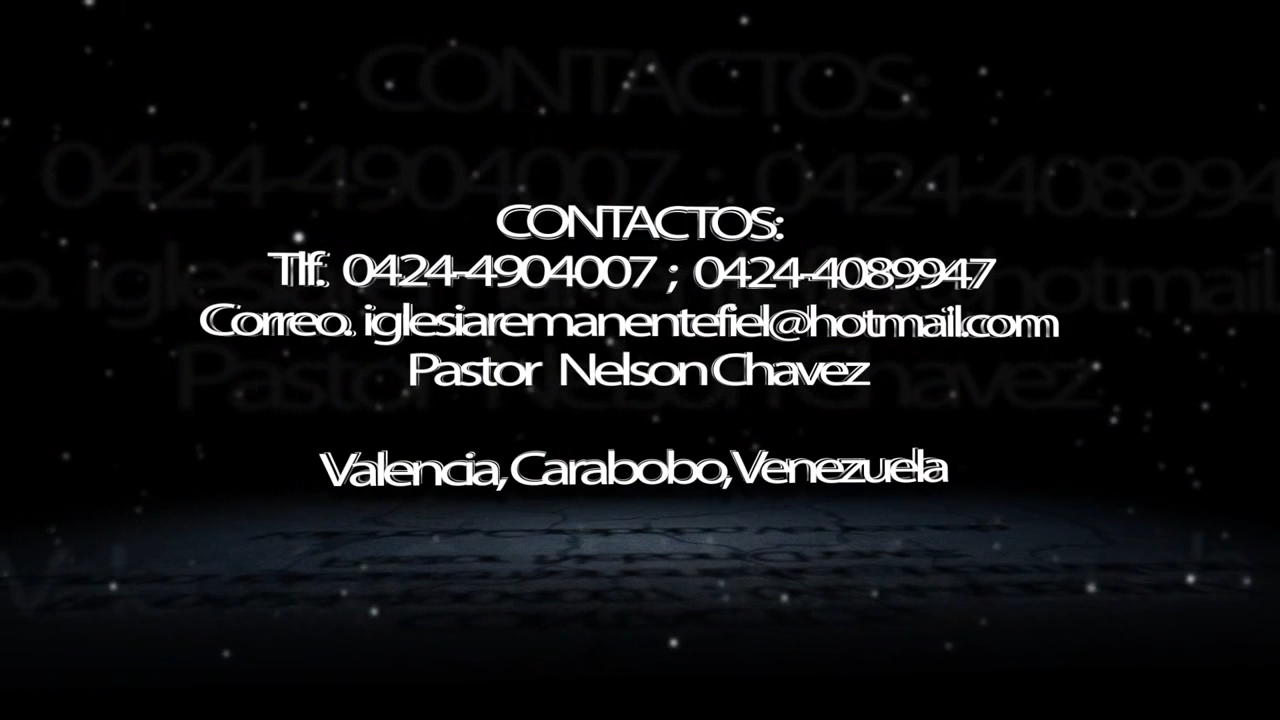 CONTACTOS:
Tlf. 0424-4904007 ; 0424-4089947
Correo. iglesiaremanentefiel@hotmail.com
Pastor Nelson Chavez
Valencia, Carabobo, Venezuela